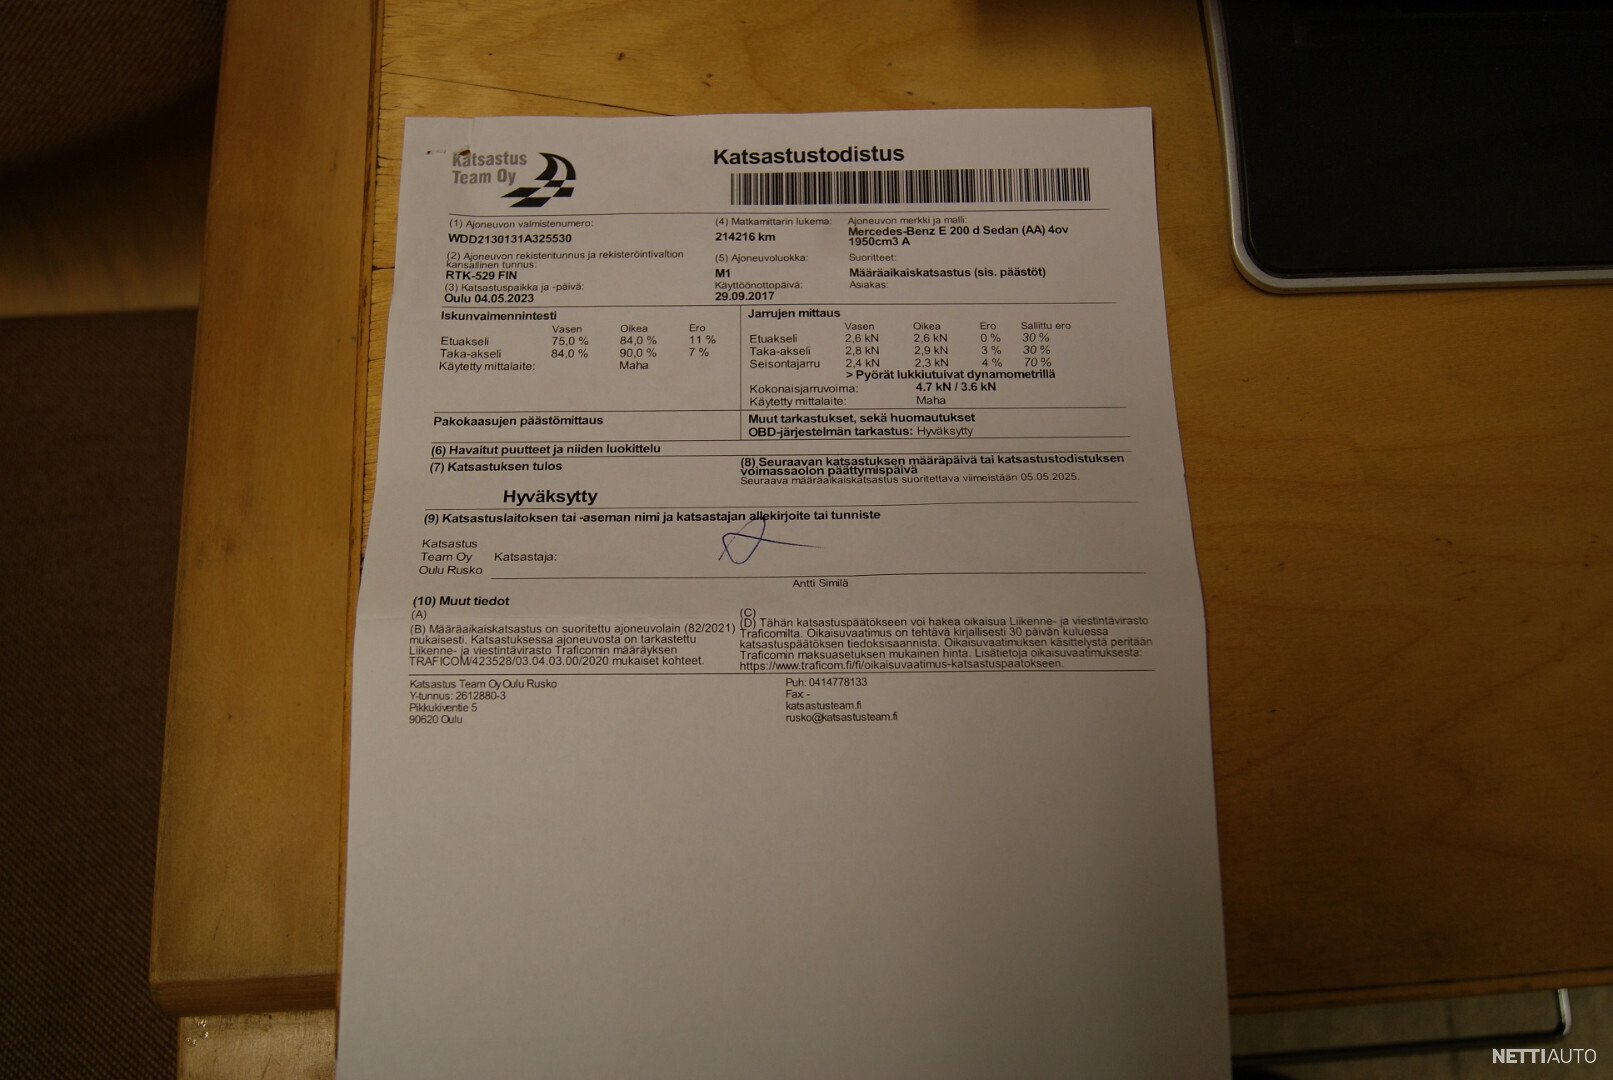 Katsastus
Team Oy
Katsastustodistus
(1) Ajoneuvon valmistenumero:
WDD2130131A325530
(4) Matkamittarin lukema:
214216 km
Ajoneuvon merkki ja malli:
Mercedes-Benz E 200 d Sedan (AA) 4ov
1950cm3 A
(2) Ajoneuvon rekisteritunnus ja rekisteröintivaltion
kansallinen tunnus:
RTK-529 FIN
(5) Ajoneuvoluokka:
M1
Suoritteet:
Määräaikaiskatsastus (sis. päästöt)
(3) Katsastuspaikka ja -päivä:
Oulu 04.05.2023
Käyttöönottopäivä:
29.09.2017
Asiakas:
Iskunvaimennintesti
Vasen Oikea Ero
Etuakseli 75,0 % 84,0 % 11 %
Taka-akseli 84,0 % 90,0 % 7 %
Käytetty mittalaite: Maha
Jarrujen mittaus
Vasen Oikea Ero Sallittu ero
Etuakseli 2,6 kN 2,6 kN 0 % 30 %
Taka-akseli 2,8 kN 2,9 kN 3 % 30 %
Seisontajarru 2,4 kN 2,3 kN 4 % 70 %
> Pyörät lukkiutuivat dynamometrillä
Kokonaisjarruvoima: 4.7 kN / 3.6 kN
Käytetty mittalaite: Maha
Pakokaasujen päästömittaus
Muut tarkastukset, sekä huomautukset
OBD-järjestelmän tarkastus: Hyväksytty
(6) Havaitut puutteet ja niiden luokittelu
(7) Katsastuksen tulos
Hyväksytty
(8) Seuraavan katsastuksen määräpäivä tai katsastustodistuksen
voimassaolon päättymispäivä
Seuraava määräaikaiskatsastus suoritettava viimeistään 05.05.2025.
(9) Katsastuslaitoksen tai -aseman nimi ja katsastajan allekirjoite tai tunniste
Katsastus
Team Oy
Oulu Rusko
Katsastaja:
Antti Similä
(10) Muut tiedot
(A)
(B) Määräaikaiskatsastus on suoritettu ajoneuvolain (82/2021)
mukaisesti. Katsastuksessa ajoneuvosta on tarkastettu
Liikenne- ja viestintävirasto Traficomin määräyksen
TRAFICOM/423528/03.04.03.00/2020 mukaiset kohteet.
(C)
(D) Tähän katsastuspäätökseen voi hakea oikaisua Liikenne- ja viestintävirasto
Traficomilta. Oikaisuvaatimus on tehtävä kirjallisesti 30 päivän kuluessa
katsastuspäätöksen tiedoksisaannista. Oikaisuvaatimuksen käsittelystä peritään
Traficomin maksuasetuksen mukainen hinta. Lisätietoja oikaisuvaatimuksesta:
https://www.traficom.fi/fi/oikaisuvaatimus-katsastuspaatokseen.
Katsastus Team Oy Oulu Rusko
Y-tunnus: 2612880-3
Pikkukiventie 5
90620 Oulu
Puh: 0414778133
Fax -
katsastusteam.fi
rusko@katsastusteam.fi
NETTIAUTO